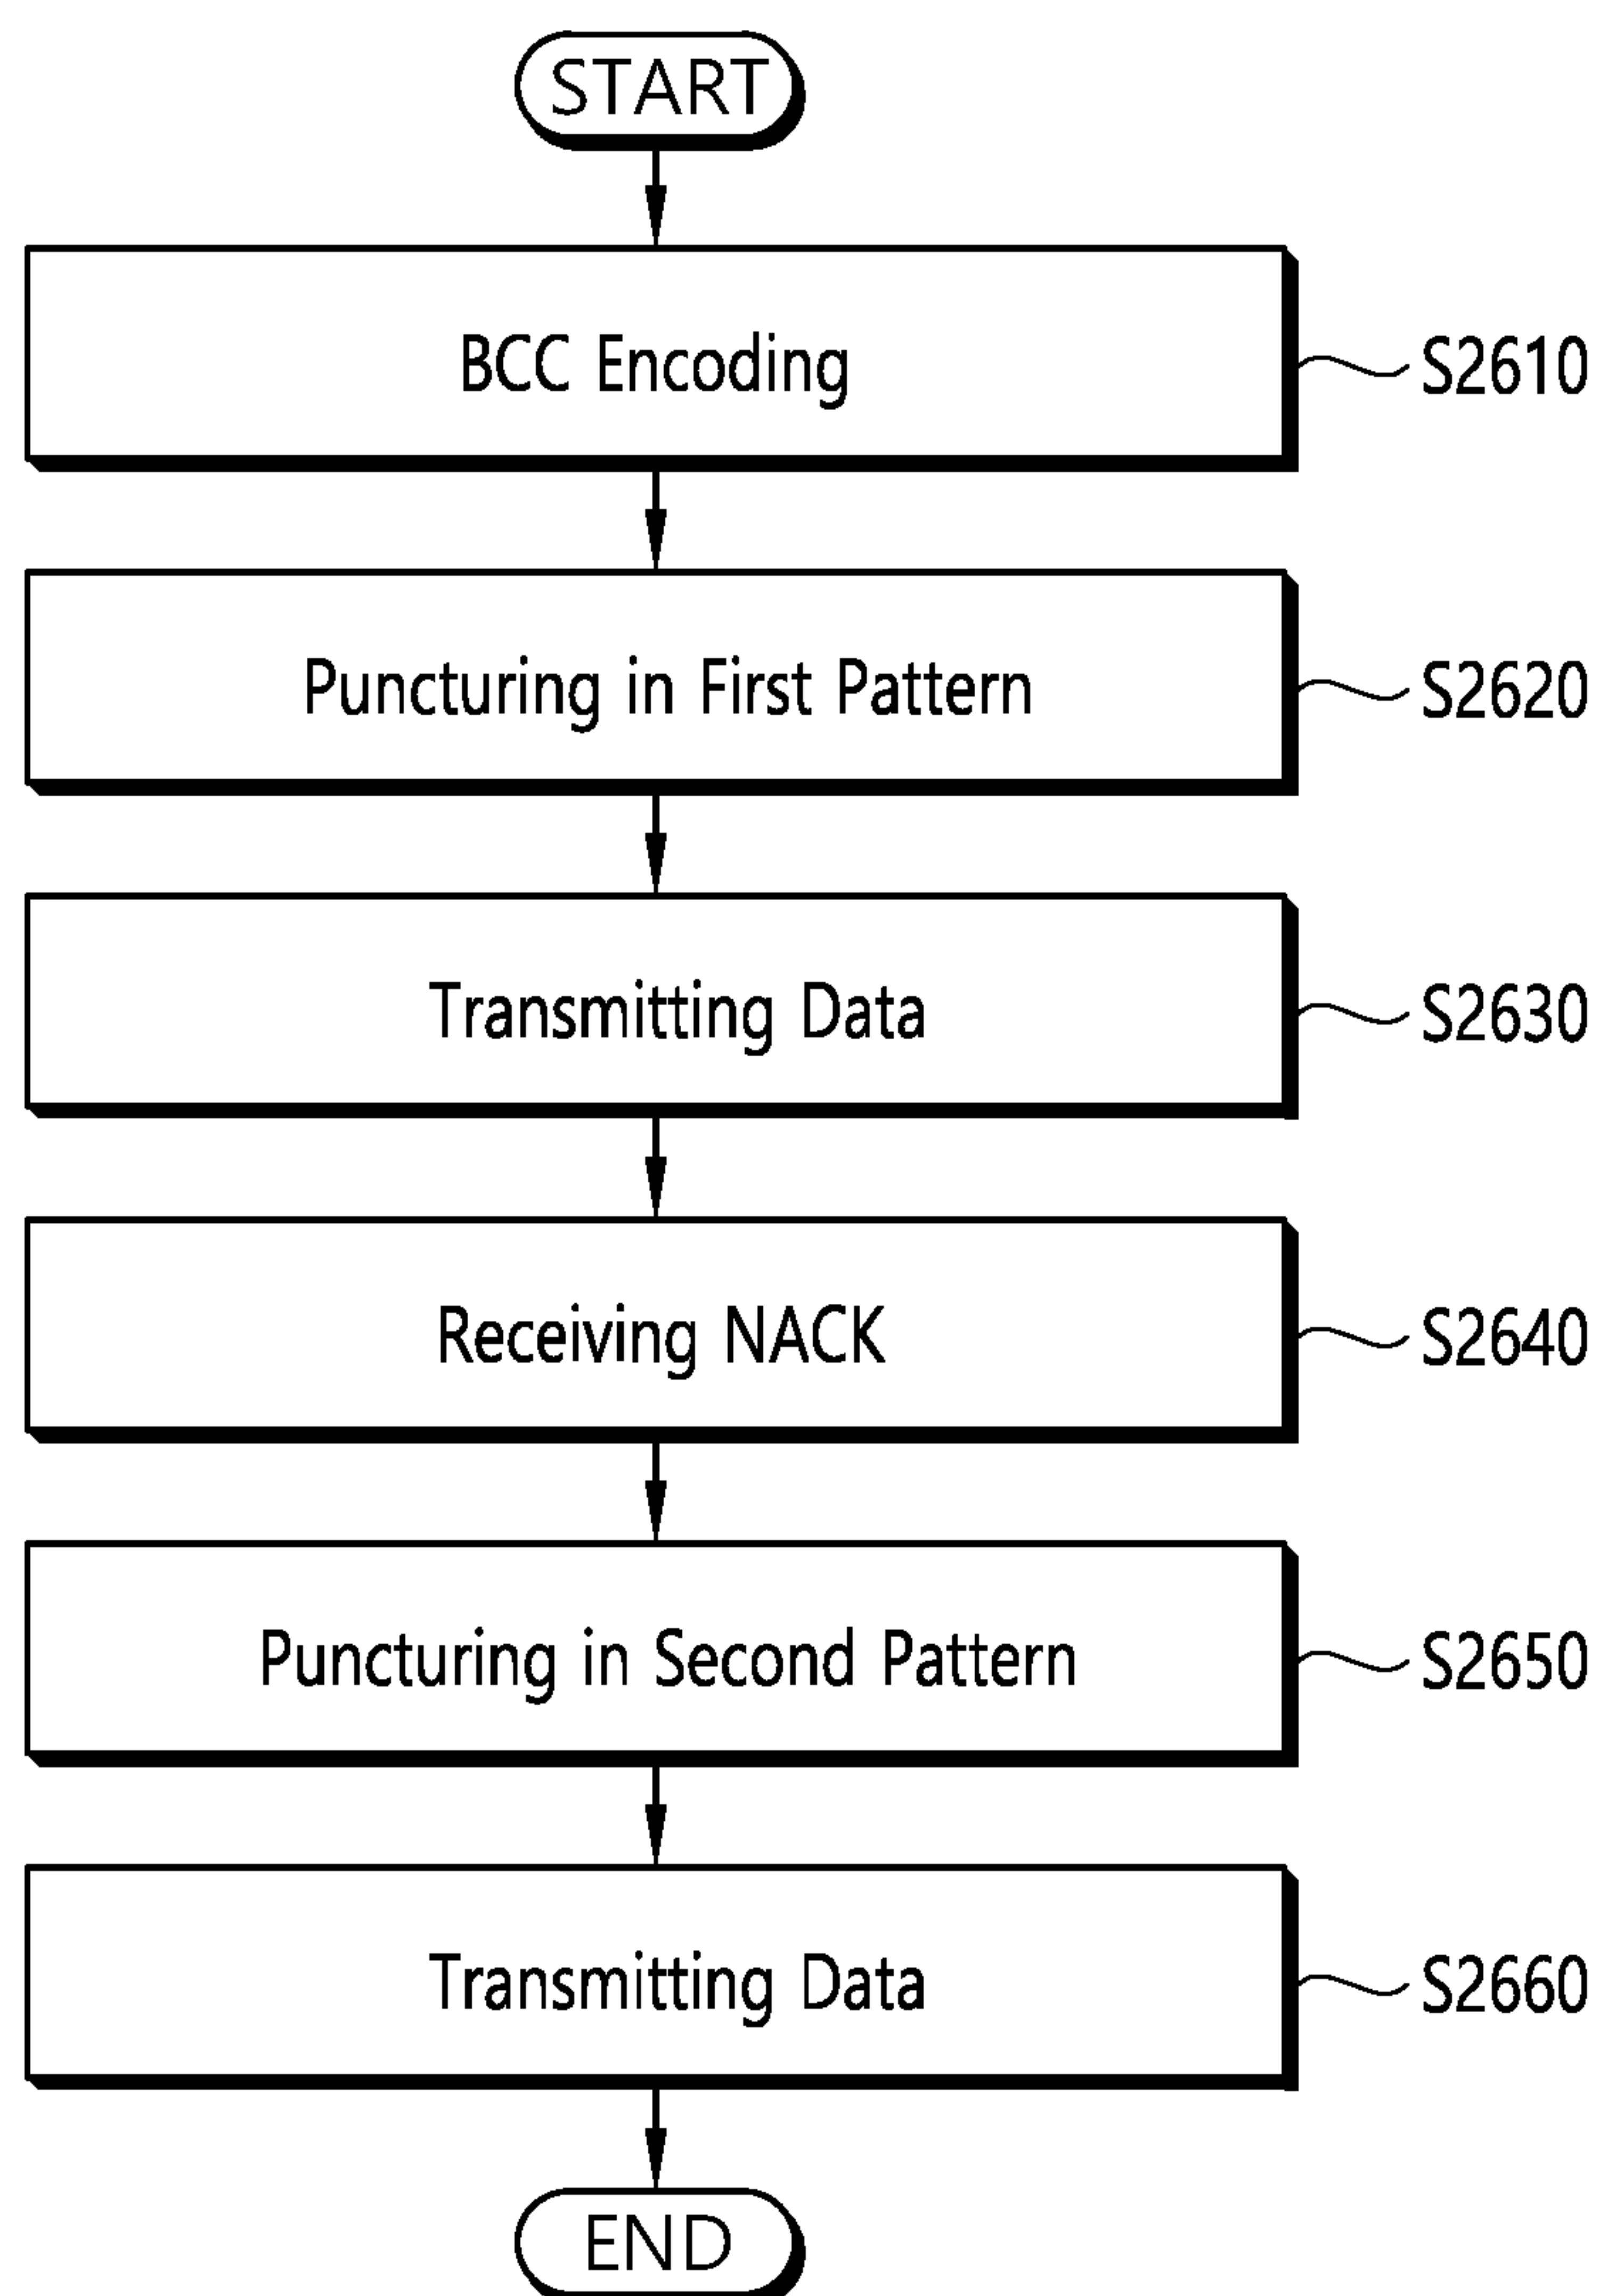 START
BCC Encoding
S2610
Puncturing in First Pattern
S2620
Transmitting Data
S2630
Receiving NACK
S2640
Puncturing in Second Pattern
S2650
Transmitting Data
S2660
END